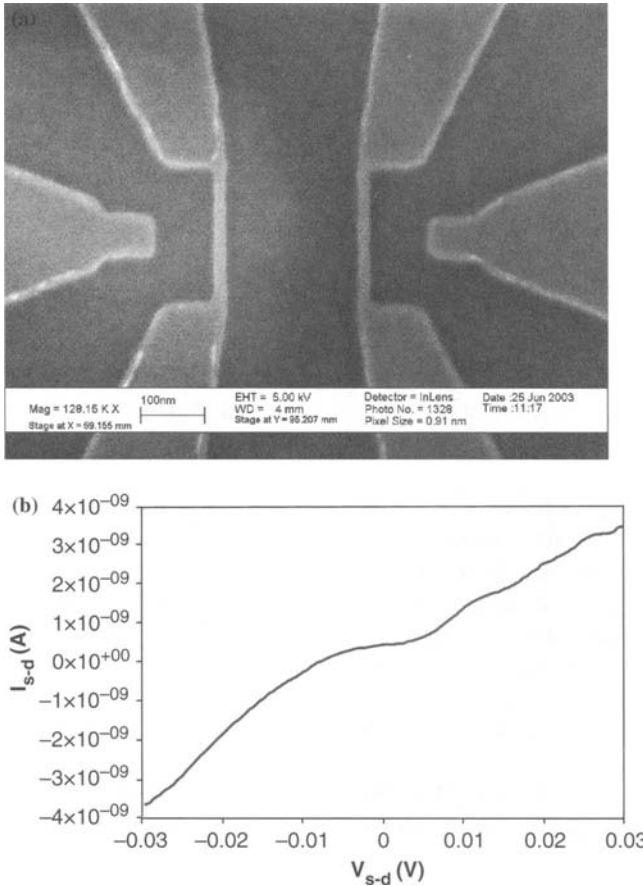 (a)
Mag = 128.15 K X
100nm
EHT = 5.00 kV
WD = 4 mm
Detector = InLens
Photo No. = 1328
Date :25 Jun 2003
Time :11:17
Stage at X = 69.155 mm
Stage at Y = 95.207 mm
Pixel Size = 0.91 nm
(b)
4×10⁻⁰⁹
3×10⁻⁰⁹
2×10⁻⁰⁹
1×10⁻⁰⁹
0×10⁺⁰⁰
−1×10⁻⁰⁹
−2×10⁻⁰⁹
−3×10⁻⁰⁹
−4×10⁻⁰⁹
I s-d (A)
−0.03 −0.02 −0.01 0 0.01 0.02 0.03
V s-d (V)